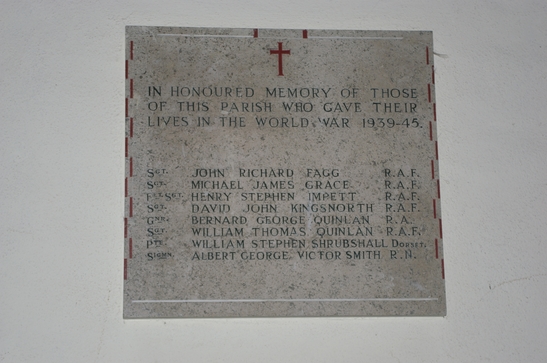 IN HONOURED MEMORY OF THOSE
OF THIS PARISH WHO GAVE THEIR
LIVES IN THE WORLD WAR 1939-45.
SGT. JOHN RICHARD FAGG R.A.F.
SGT. MICHAEL JAMES GRACE R.A.F.
FLT.SGT. HENRY STEPHEN IMPETT R.A.F.
SGT. DAVID JOHN KINGSNORTH R.A.F.
GNR. BERNARD GEORGE QUINLAN R.A.
SGT. WILLIAM THOMAS QUINLAN R.A.F.
PTE. WILLIAM STEPHEN SHRUBSHALL DORSET.
SIGMN. ALBERT GEORGE VICTOR SMITH R.N.